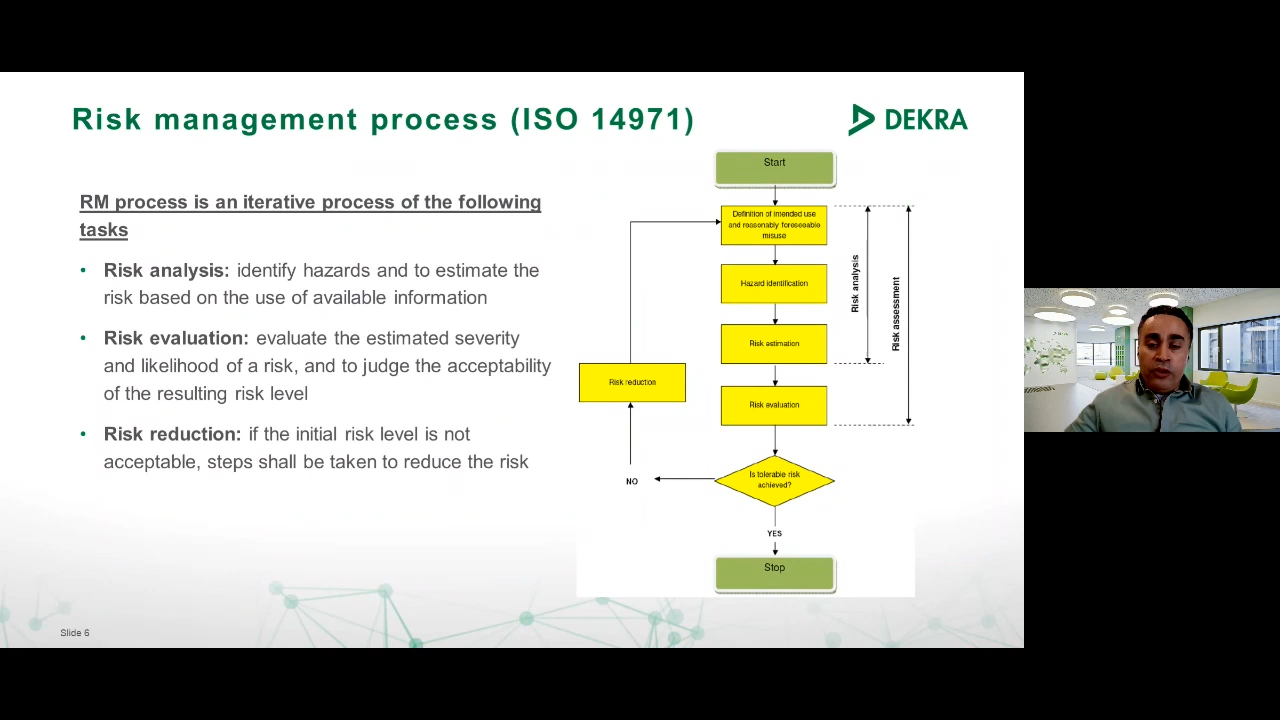 Risk management process (ISO 14971)
DEKRA
RM process is an iterative process of the following
tasks
• Risk analysis: identify hazards and to estimate the
risk based on the use of available information
• Risk evaluation: evaluate the estimated severity
and likelihood of a risk, and to judge the acceptability
of the resulting risk level
• Risk reduction: if the initial risk level is not
acceptable, steps shall be taken to reduce the risk
Start
Definition of intended use
and reasonably foreseeable
misuse
Hazard identification
Risk estimation
Risk evaluation
Is tolerable risk
achieved?
NO
Risk reduction
YES
Stop
Risk analysis
Risk assessment
Slide 6